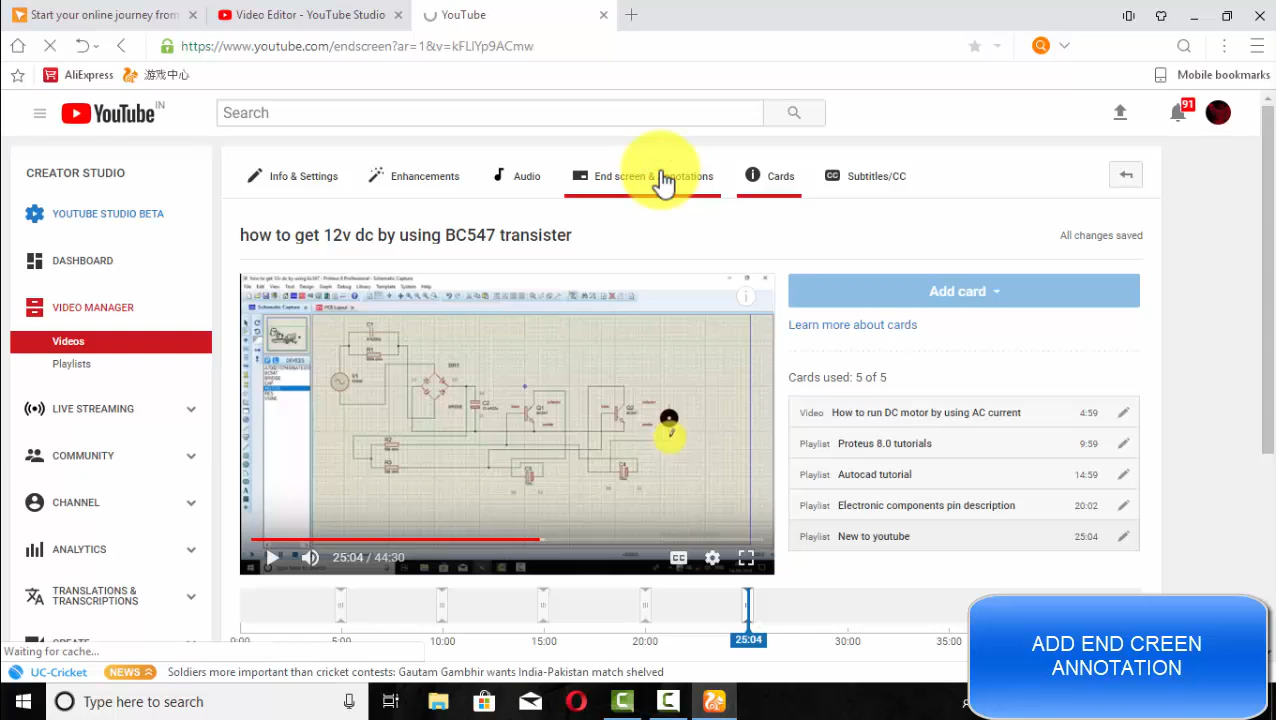 Start your online journey from
Video Editor - YouTube Studio
YouTube
https://www.youtube.com/endscreen?ar=1&v=kFLlYp9ACmw
AliExpress
游戏中心
Mobile bookmarks
YouTube IN
Search
91
CREATOR STUDIO
YOUTUBE STUDIO BETA
DASHBOARD
VIDEO MANAGER
Videos
Playlists
LIVE STREAMING
COMMUNITY
CHANNEL
ANALYTICS
TRANSLATIONS &
TRANSCRIPTIONS
Info & Settings
Enhancements
Audio
End screen & Annotations
Cards
CC Subtitles/CC
how to get 12v dc by using BC547 transister
All changes saved
25:04 / 44:30
CC
Add card
Learn more about cards
Cards used: 5 of 5
Video How to run DC motor by using AC current 4:59
Playlist Proteus 8.0 tutorials 9:59
Playlist Autocad tutorial 14:59
Playlist Electronic components pin description 20:02
Playlist New to youtube 25:04
0:00 5:00 10:00 15:00 20:00 25:04 30:00 35:00
ADD END CREEN
ANNOTATION
Waiting for cache...
UC-Cricket NEWS Soldiers more important than cricket contests: Gautam Gambhir wants India-Pakistan match shelved
Type here to search